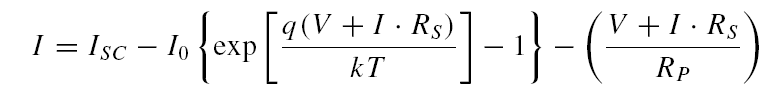 I = I_{SC} - I_0 \left\{ \exp \left[ \frac{q(V + I \cdot R_S)}{kT} \right] - 1 \right\} - \left( \frac{V + I \cdot R_S}{R_P} \right)